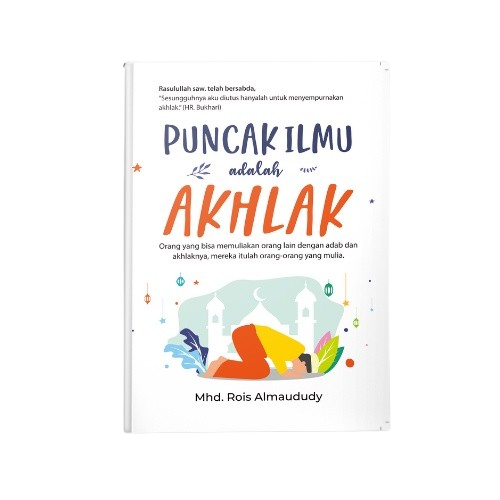 Rasulullah saw. telah bersabda,
"Sesungguhnya aku diutus hanyalah untuk menyempurnakan
akhlak." (HR. Bukhari)
PUNCAK ILMU
adalah
AKHLAK
Orang yang bisa memuliakan orang lain dengan adab dan
akhlaknya, mereka itulah orang-orang yang mulia.
Mhd. Rois Almaududy